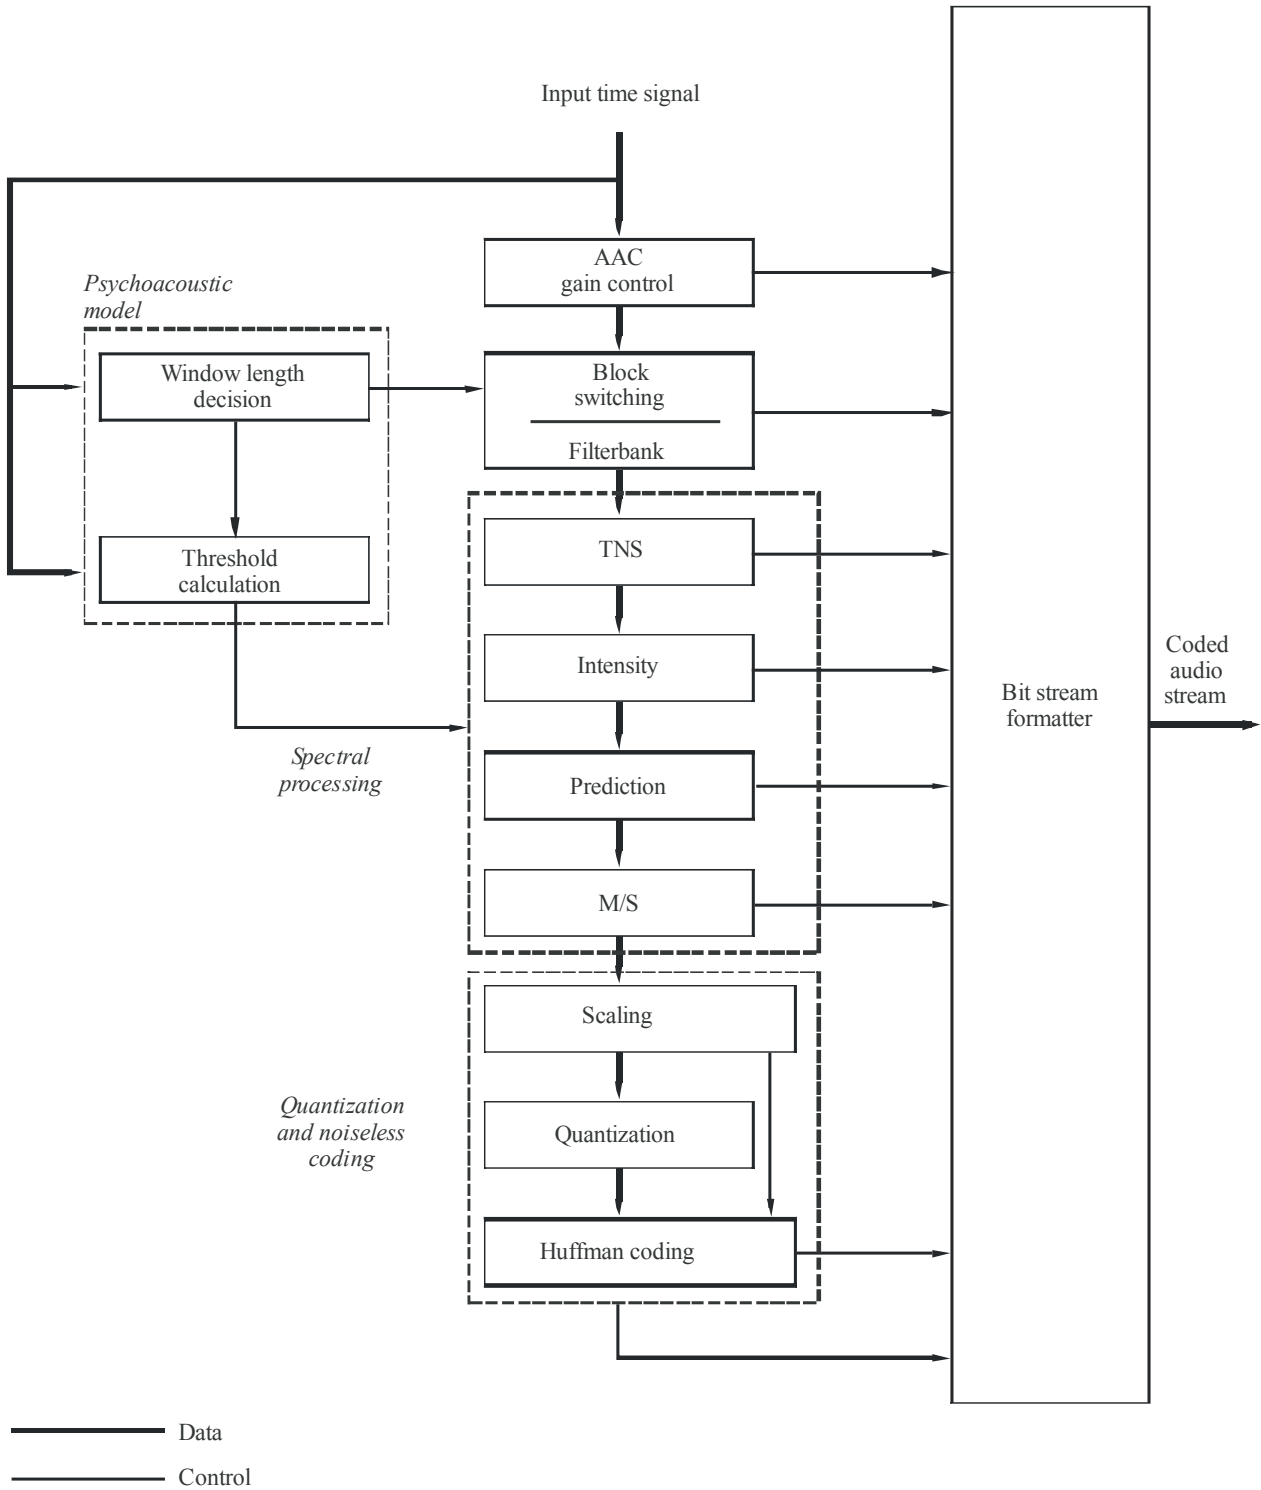 Input time signal
AAC
gain control
Psychoacoustic
model
Window length
decision
Block
switching
Filterbank
Threshold
calculation
TNS
Intensity
Spectral
processing
Prediction
M/S
Bit stream
formatter
Coded
audio
stream
Scaling
Quantization
and noiseless
coding
Quantization
Huffman coding
Data
Control